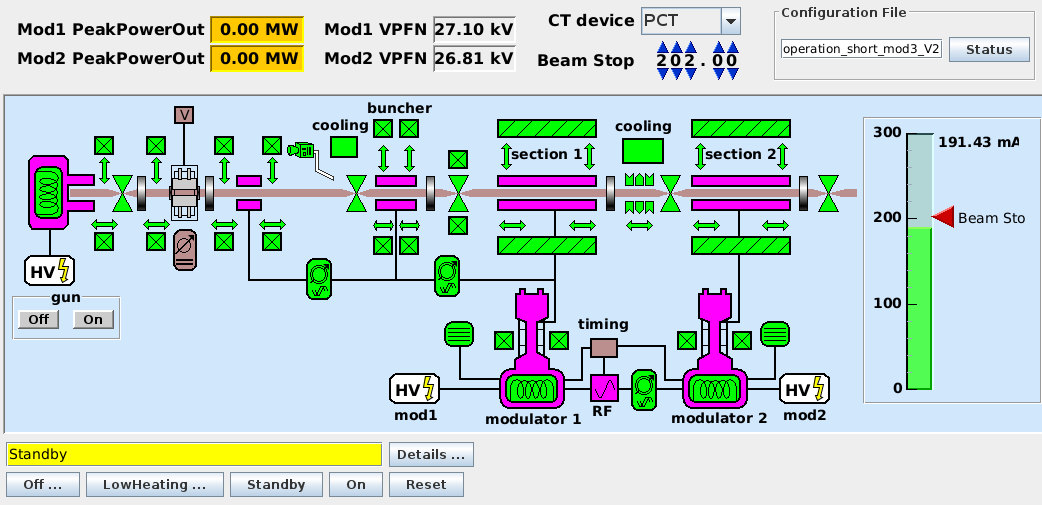 Mod1 PeakPowerOut 0.00 MW Mod1 VPFN 27.10 kV CT device PCT
Mod2 PeakPowerOut 0.00 MW Mod2 VPFN 26.81 kV Beam Stop 202.00
Configuration File
operation_short_mod3_V2 Status
buncher
V
cooling
cooling
section 1
section 2
HV
gun
Off On
timing
HV
mod1
modulator 1
RF
modulator 2
HV
mod2
300
191.43 mA
200
Beam Sto
100
0
Standby Details ...
Off ... LowHeating ... Standby On Reset